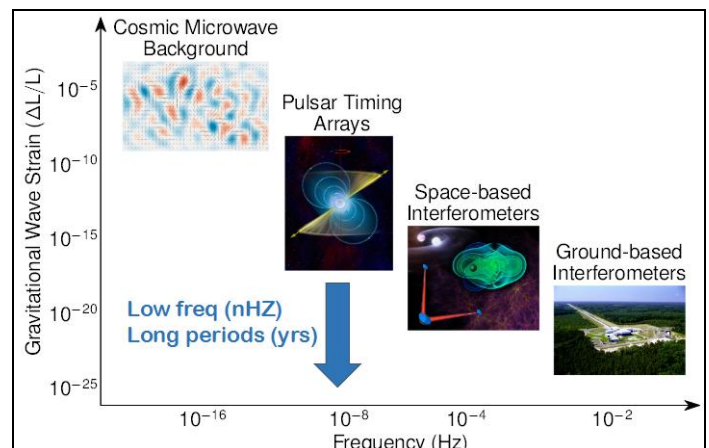 Cosmic Microwave
Background
Pulsar Timing
Arrays
Space-based
Interferometers
Ground-based
Interferometers
Low freq (nHZ)
Long periods (yrs)
Gravitational Wave Strain (ΔL/L)
10⁻⁵
10⁻¹⁰
10⁻¹⁵
10⁻²⁰
10⁻²⁵
10⁻¹⁶
10⁻⁸
10⁻⁴
10⁻²
Frequency (Hz)